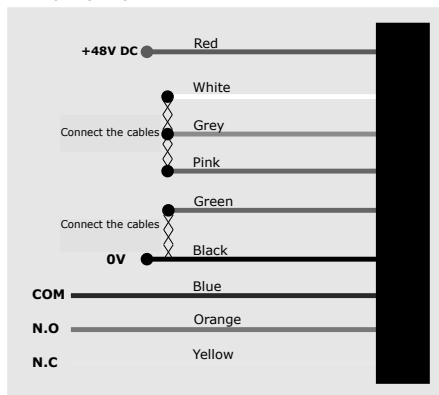 +48V DC Red
White
Connect the cables Grey
Pink
Green
Connect the cables
0V Black
COM Blue
N.O Orange
N.C Yellow